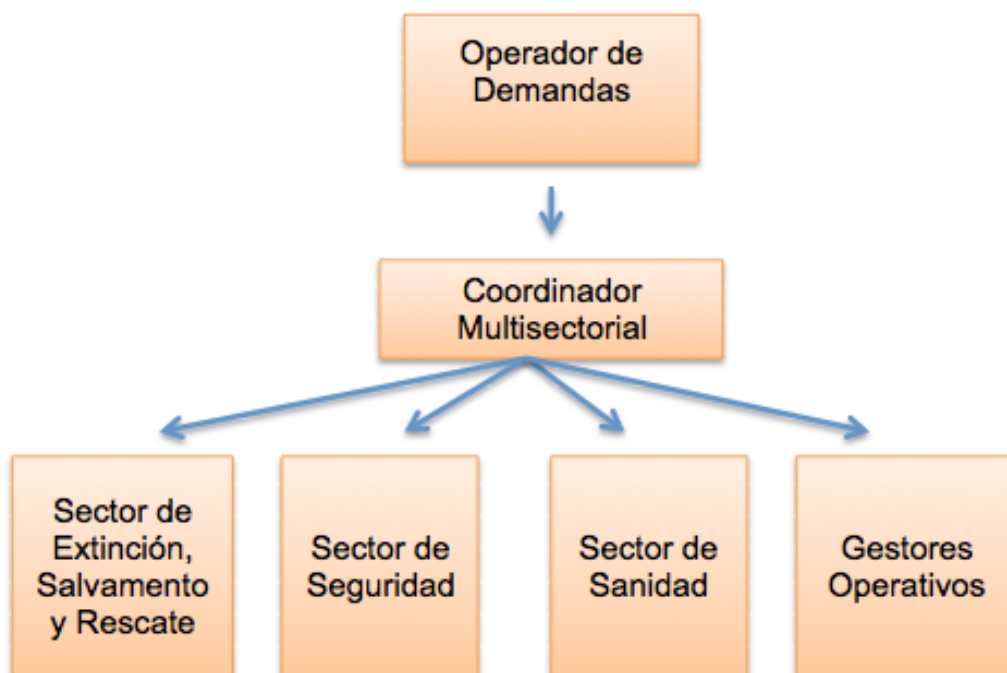 Operador de
Demandas
Coordinador
Multisectorial
Sector de
Extinción,
Salvamento
y Rescate
Sector de
Seguridad
Sector de
Sanidad
Gestores
Operativos